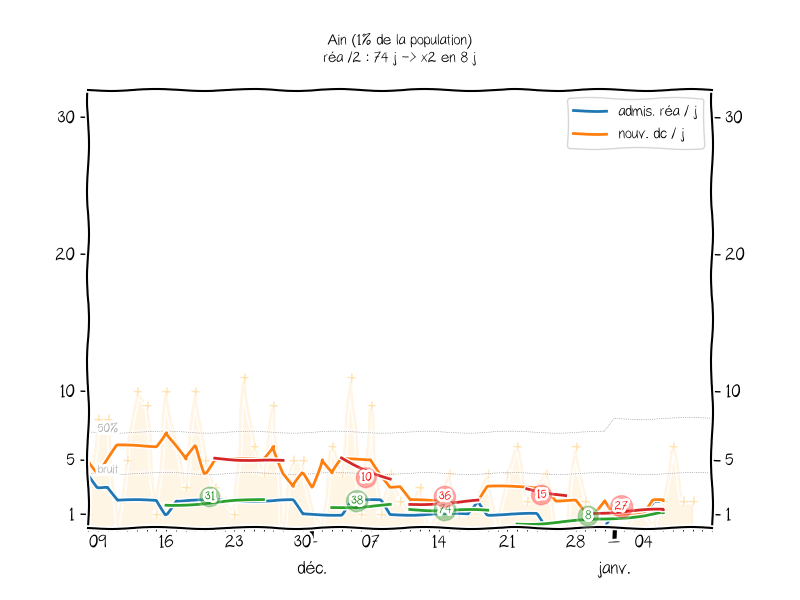 Ain (1% de la population)
réa /2 : 74 j -> x2 en 8 j
admis. réa / j
nouv. dc / j
30
30
20
20
10
10
5
5
1
1
50%
bruit
31
10
38
36
74
15
8
27
09 16 23 30 07 14 21 28 04
déc. janv.